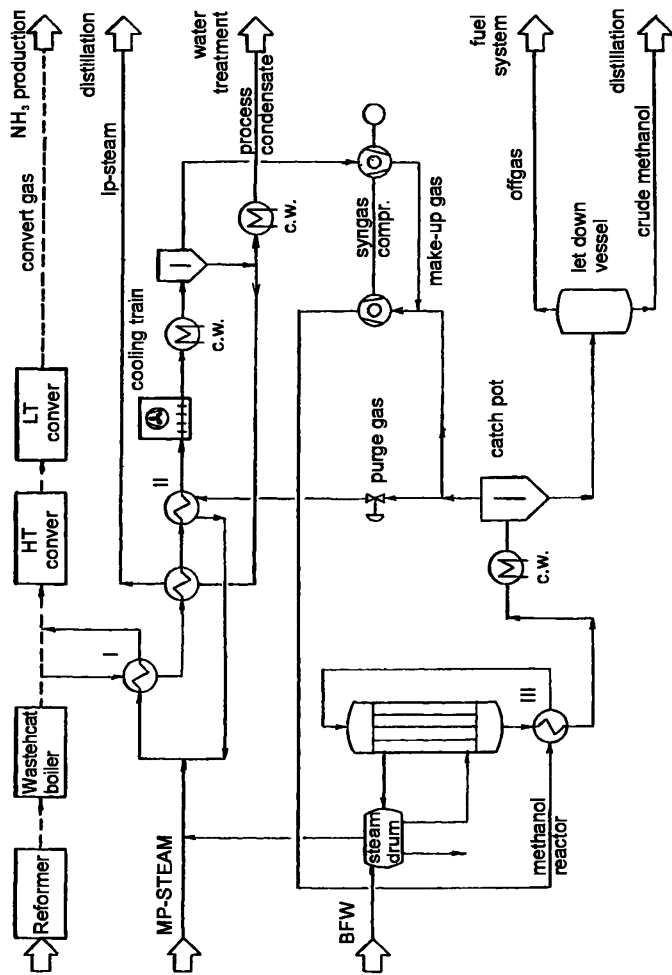 Reformer
Wastehcat
boiler
HT
conver
LT
conver
convert gas
NH₃ production
I
II
lp-steam
distillation
MP-STEAM
cooling train
c.w.
process
condensate
water
treatment
c.w.
syngas
compr.
make-up gas
purge gas
BFW
steam
drum
methanol
reactor
III
c.w.
catch pot
let down
vessel
offgas
fuel
system
crude methanol
distillation